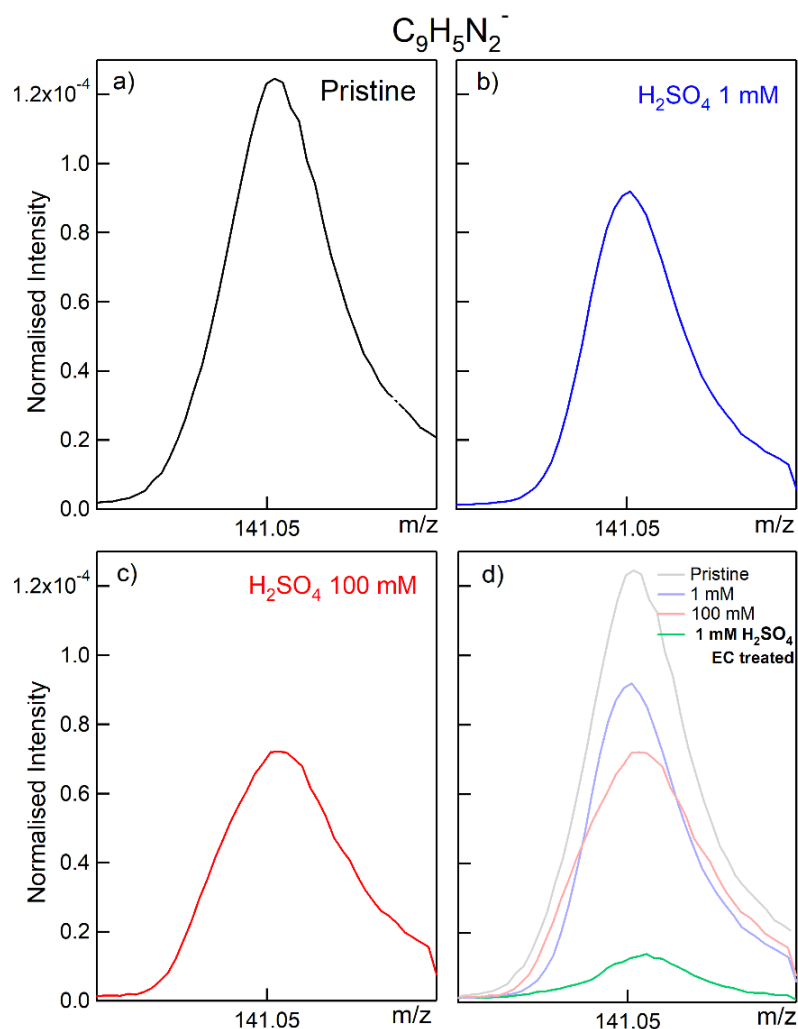 C₉H₅N₂⁻
a)
Pristine
1.2x10⁻⁴
1.0
0.8
0.6
0.4
0.2
0.0
Normalised Intensity
141.05
m/z
b)
H₂SO₄ 1 mM
141.05
m/z
c)
H₂SO₄ 100 mM
1.2x10⁻⁴
1.0
0.8
0.6
0.4
0.2
0.0
Normalised Intensity
141.05
m/z
d)
Pristine
1 mM
100 mM
1 mM H₂SO₄
EC treated
141.05
m/z